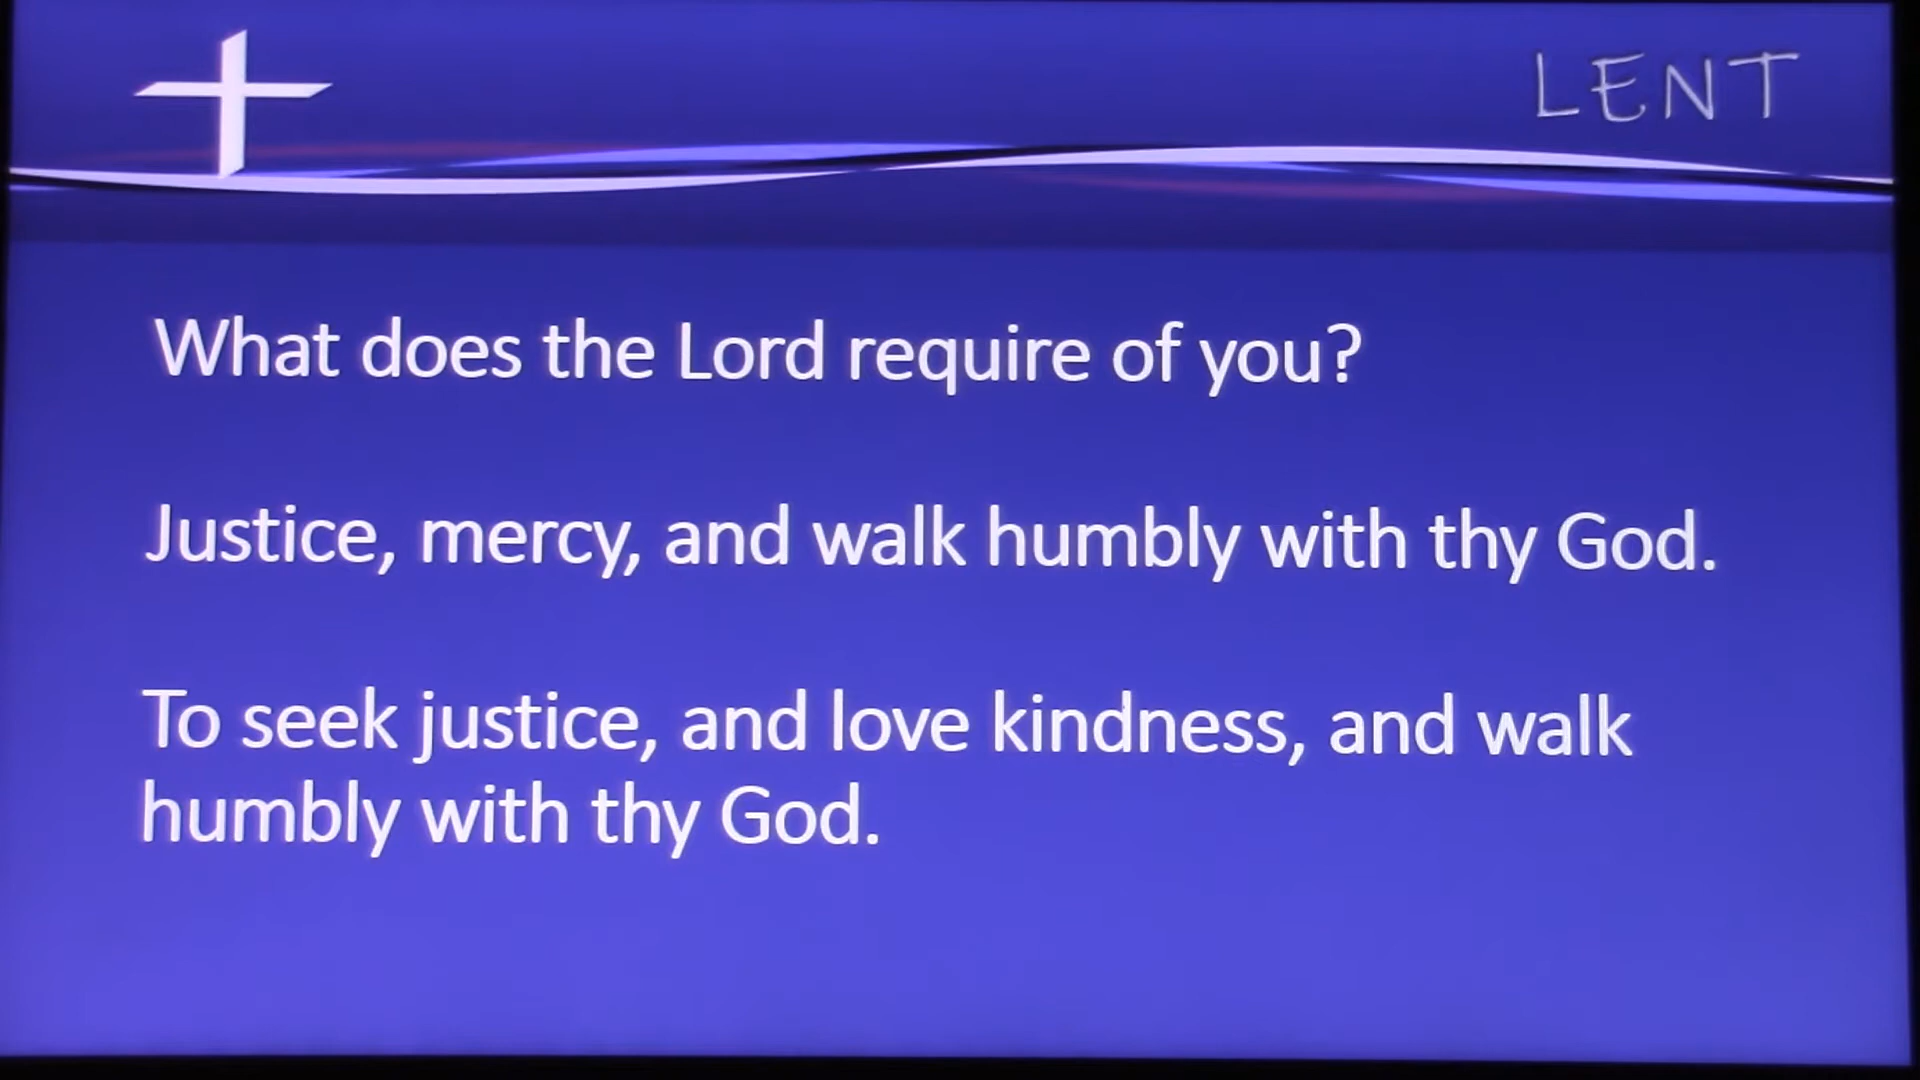 LENT
What does the Lord require of you?
Justice, mercy, and walk humbly with thy God.
To seek justice, and love kindness, and walk
humbly with thy God.